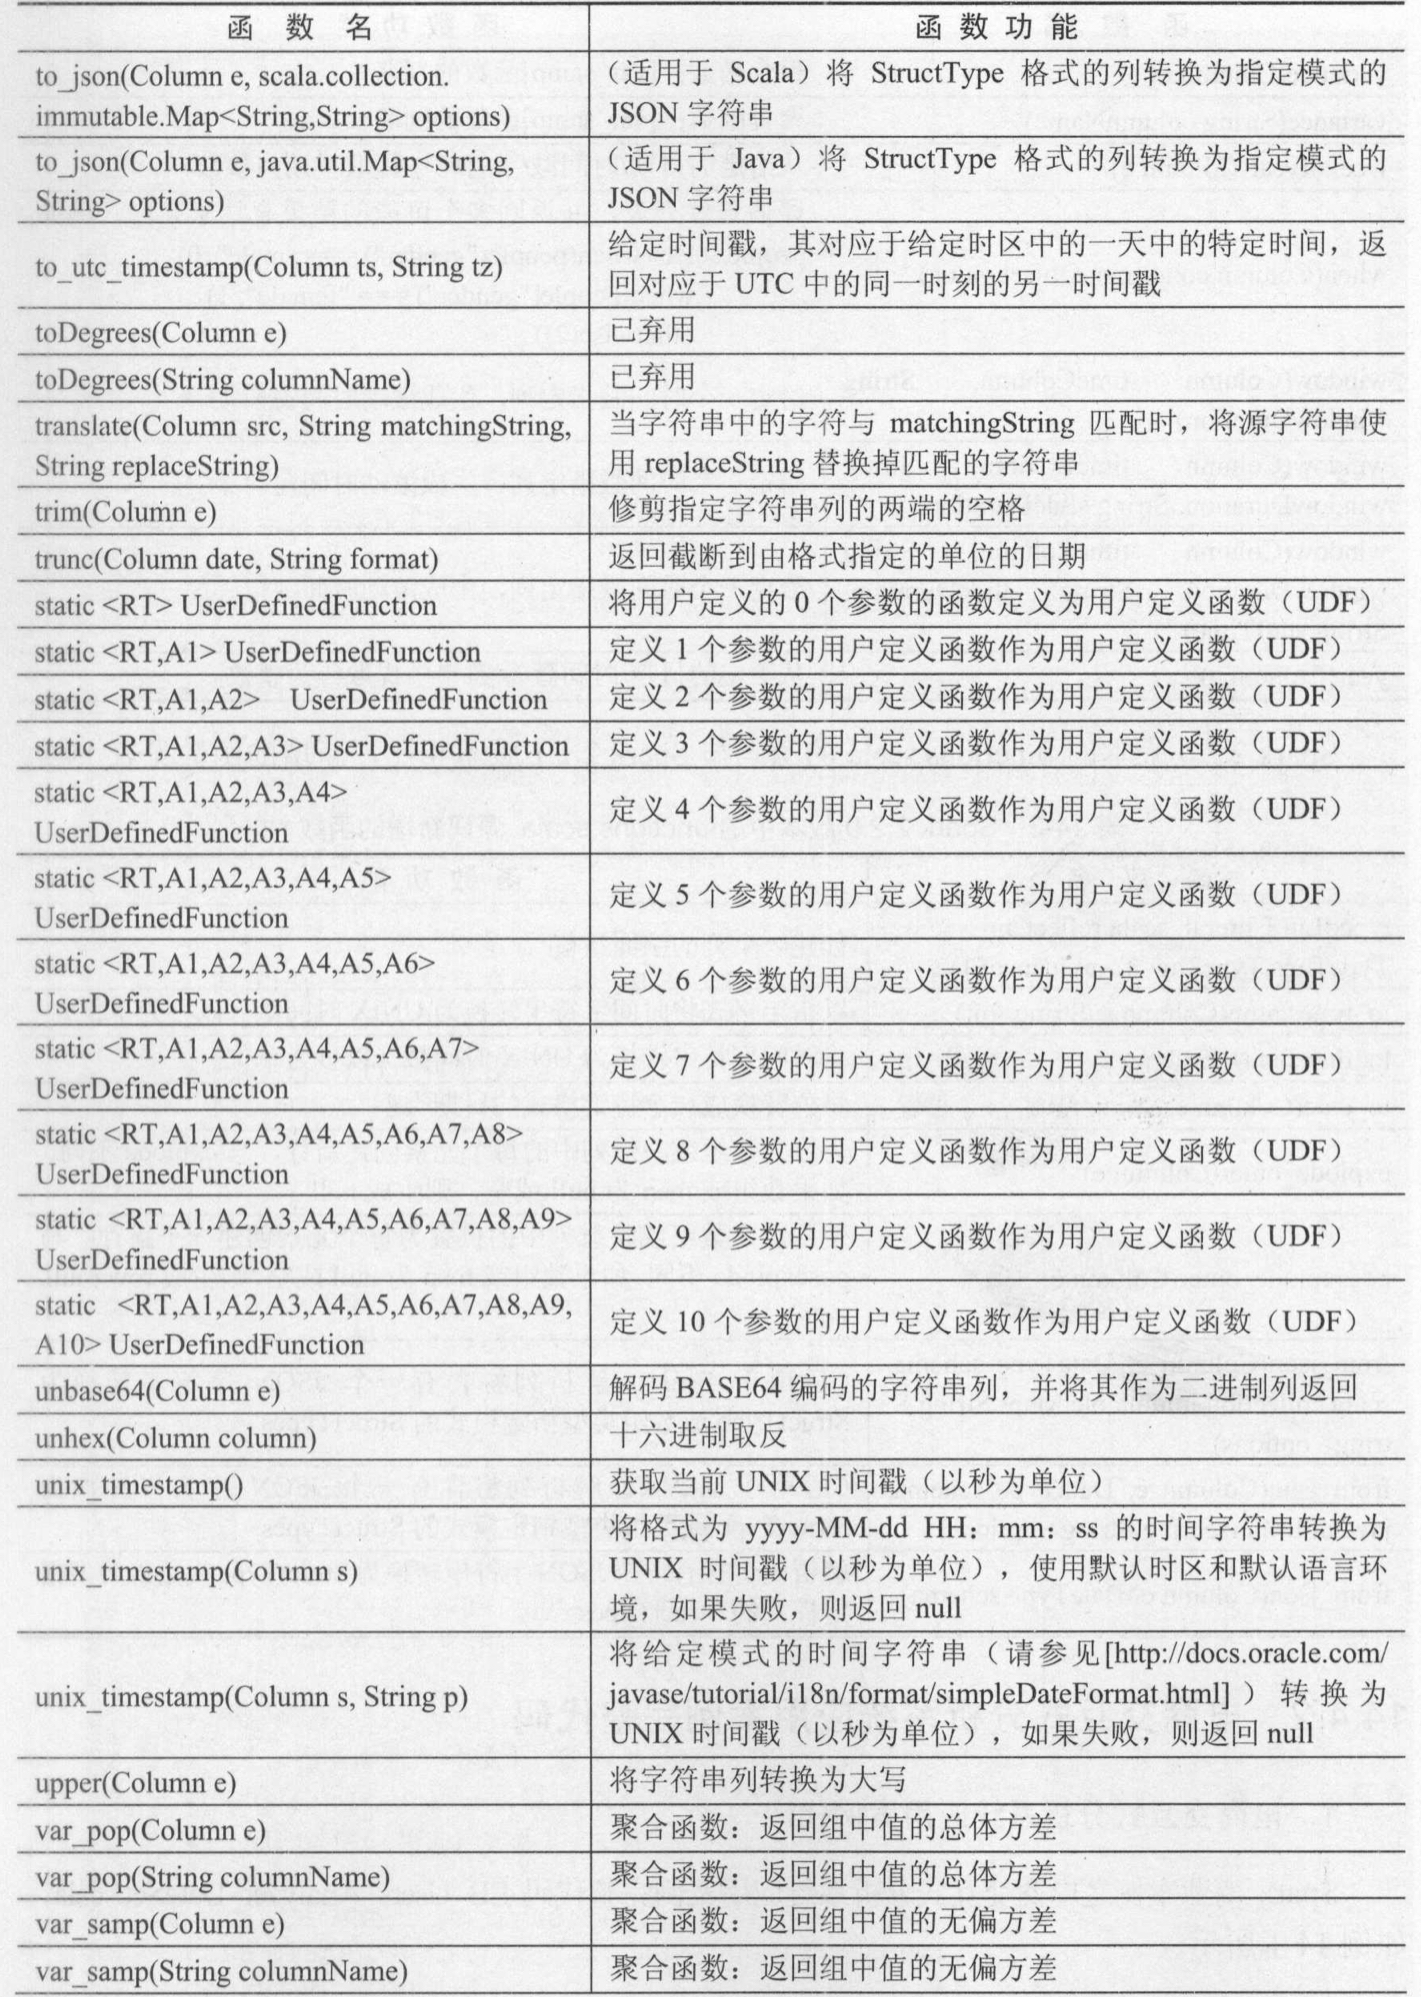 函 数 名
函 数 功 能
to_json(Column e, scala.collection.
immutable.Map<String,String> options)
（适用于 Scala）将 StructType 格式的列转换为指定模式的
JSON 字符串
to_json(Column e, java.util.Map<String,
String> options)
（适用于 Java）将 StructType 格式的列转换为指定模式的
JSON 字符串
to_utc_timestamp(Column ts, String tz)
给定时间戳，其对应于给定时区中的一天中的特定时间，返
回对应于 UTC 中的同一时刻的另一时间戳
toDegrees(Column e)
已弃用
toDegrees(String columnName)
已弃用
translate(Column src, String matchingString,
String replaceString)
当字符串中的字符与 matchingString 匹配时，将源字符串使
用 replaceString 替换掉匹配的字符串
trim(Column e)
修剪指定字符串列的两端的空格
trunc(Column date, String format)
返回截断到由格式指定的单位的日期
static <RT> UserDefinedFunction
将用户定义的 0 个参数的函数定义为用户定义函数（UDF）
static <RT,A1> UserDefinedFunction
定义 1 个参数的用户定义函数作为用户定义函数（UDF）
static <RT,A1,A2> UserDefinedFunction
定义 2 个参数的用户定义函数作为用户定义函数（UDF）
static <RT,A1,A2,A3> UserDefinedFunction
定义 3 个参数的用户定义函数作为用户定义函数（UDF）
static <RT,A1,A2,A3,A4>
UserDefinedFunction
定义 4 个参数的用户定义函数作为用户定义函数（UDF）
static <RT,A1,A2,A3,A4,A5>
UserDefinedFunction
定义 5 个参数的用户定义函数作为用户定义函数（UDF）
static <RT,A1,A2,A3,A4,A5,A6>
UserDefinedFunction
定义 6 个参数的用户定义函数作为用户定义函数（UDF）
static <RT,A1,A2,A3,A4,A5,A6,A7>
UserDefinedFunction
定义 7 个参数的用户定义函数作为用户定义函数（UDF）
static <RT,A1,A2,A3,A4,A5,A6,A7,A8>
UserDefinedFunction
定义 8 个参数的用户定义函数作为用户定义函数（UDF）
static <RT,A1,A2,A3,A4,A5,A6,A7,A8,A9>
UserDefinedFunction
定义 9 个参数的用户定义函数作为用户定义函数（UDF）
static <RT,A1,A2,A3,A4,A5,A6,A7,A8,A9,
A10> UserDefinedFunction
定义 10 个参数的用户定义函数作为用户定义函数（UDF）
unbase64(Column e)
解码 BASE64 编码的字符串列，并将其作为二进制列返回
unhex(Column column)
十六进制取反
unix_timestamp()
获取当前 UNIX 时间戳（以秒为单位）
unix_timestamp(Column s)
将格式为 yyyy-MM-dd HH：mm：ss 的时间字符串转换为
UNIX 时间戳（以秒为单位），使用默认时区和默认语言环
境，如果失败，则返回 null
unix_timestamp(Column s, String p)
将给定模式的时间字符串（请参见[http://docs.oracle.com/
javase/tutorial/i18n/format/simpleDateFormat.html]）转换为
UNIX 时间戳（以秒为单位），如果失败，则返回 null
upper(Column e)
将字符串列转换为大写
var_pop(Column e)
聚合函数：返回组中值的总体方差
var_pop(String columnName)
聚合函数：返回组中值的总体方差
var_samp(Column e)
聚合函数：返回组中值的无偏方差
var_samp(String columnName)
聚合函数：返回组中值的无偏方差